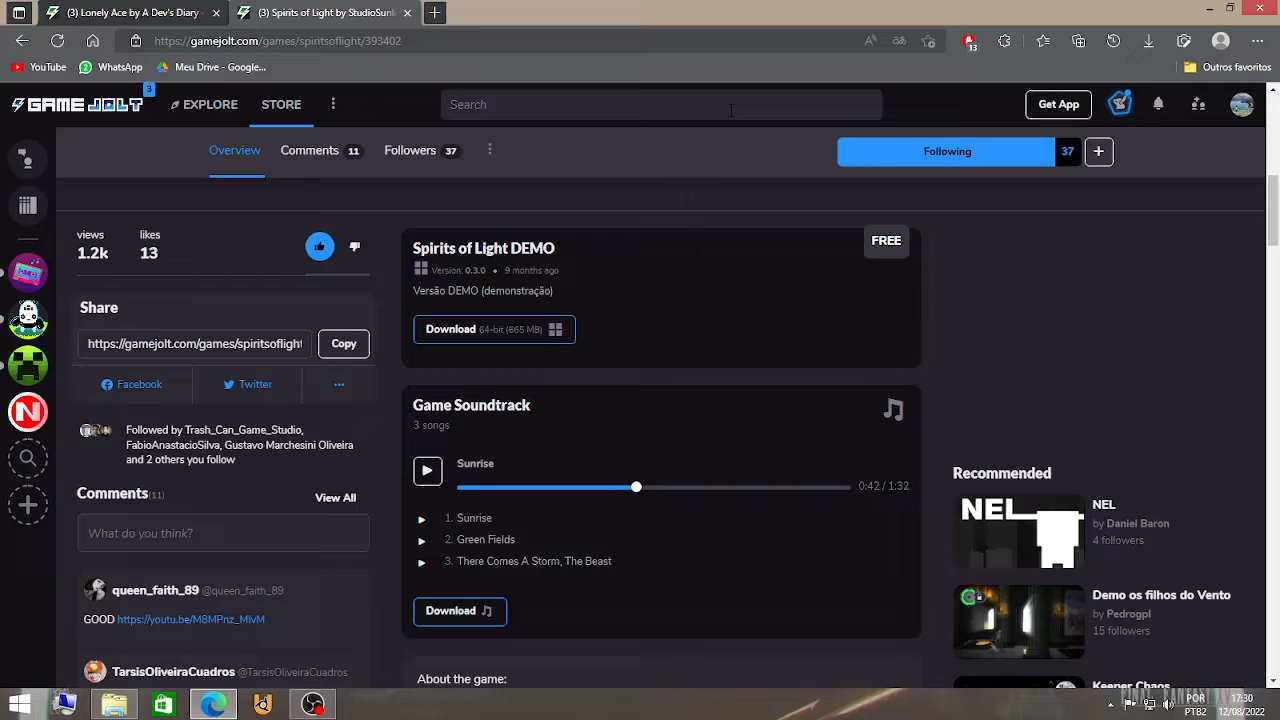 (3) Lonely Ace by A Dev's Diary
(3) Spirits of Light by StudioSunli
https://gamejolt.com/games/spiritsoflight/393402
13
YouTube
WhatsApp
Meu Drive - Google...
Outros favoritos
GAME JOLT
3
EXPLORE
STORE
Search
Get App
Overview
Comments 11
Followers 37
Following 37
views
1.2k
likes
13
Share
https://gamejolt.com/games/spiritsoflight
Copy
Facebook
Twitter
Followed by Trash_Can_Game_Studio,
FabioAnastacioSilva, Gustavo Marchesini Oliveira
and 2 others you follow
Comments (11)
View All
What do you think?
queen_faith_89 @queen_faith_89
GOOD https://youtu.be/M8MPnz_MlvM
TarsisOliveiraCuadros @TarsisOliveiraCuadros
Spirits of Light DEMO
FREE
Version: 0.3.0 • 9 months ago
Versão DEMO (demonstração)
Download 64-bit (665 MB)
Game Soundtrack
3 songs
Sunrise
0:42 / 1:32
1. Sunrise
2. Green Fields
3. There Comes A Storm, The Beast
Download
About the game:
Recommended
NEL
NEL
by Daniel Baron
4 followers
Demo os filhos do Vento
by Pedrogpl
15 followers
Keeper Chaos
POR
PTB2
17:30
12/08/2022